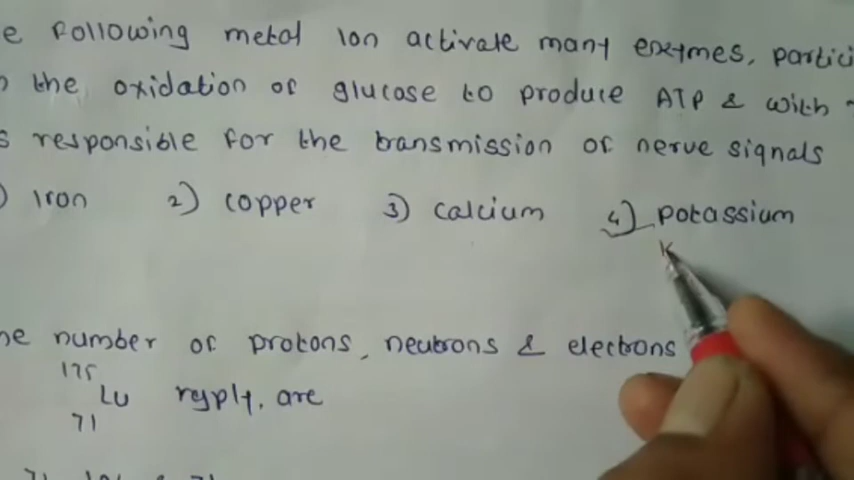 e Following metal Ion activate many enzymes, partici
the oxidation of glucose to produce ATP & with
s responsible for the transmission of nerve signals
) Iron 2) copper 3) calcium 4) potassium
K
he number of protons, neutrons & electrons
175
Lu resply. are
71